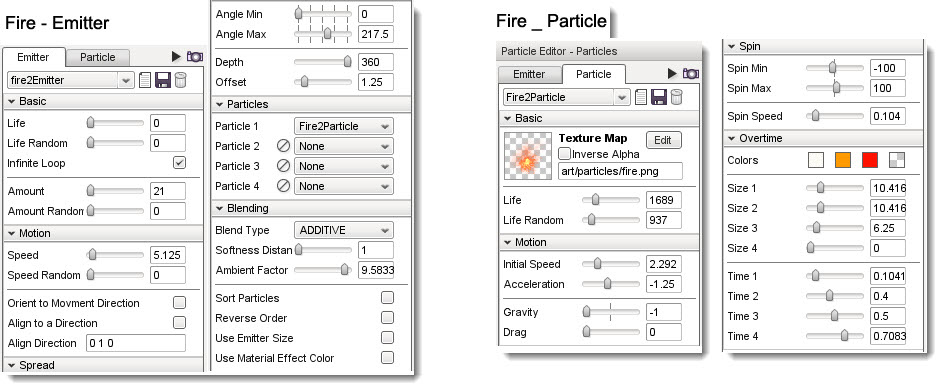 Fire - Emitter
Emitter Particle
fire2Emitter
Basic
Life 0
Life Random 0
Infinite Loop
Amount 21
Amount Random 0
Motion
Speed 5.125
Speed Random 0
Orient to Movment Direction
Align to a Direction
Align Direction 0 1 0
Spread
Angle Min 0
Angle Max 217.5
Depth 360
Offset 1.25
Particles
Particle 1 Fire2Particle
Particle 2 None
Particle 3 None
Particle 4 None
Blending
Blend Type ADDITIVE
Softness Distan 1
Ambient Factor 9.5833
Sort Particles
Reverse Order
Use Emitter Size
Use Material Effect Color
Fire _ Particle
Particle Editor - Particles
Emitter Particle
Fire2Particle
Basic
Texture Map Edit
Inverse Alpha
art/particles/fire.png
Life 1689
Life Random 937
Motion
Initial Speed 2.292
Acceleration -1.25
Gravity -1
Drag 0
Spin
Spin Min -100
Spin Max 100
Spin Speed 0.104
Overtime
Colors
Size 1 10.416
Size 2 10.416
Size 3 6.25
Size 4 0
Time 1 0.1041
Time 2 0.4
Time 3 0.5
Time 4 0.7083